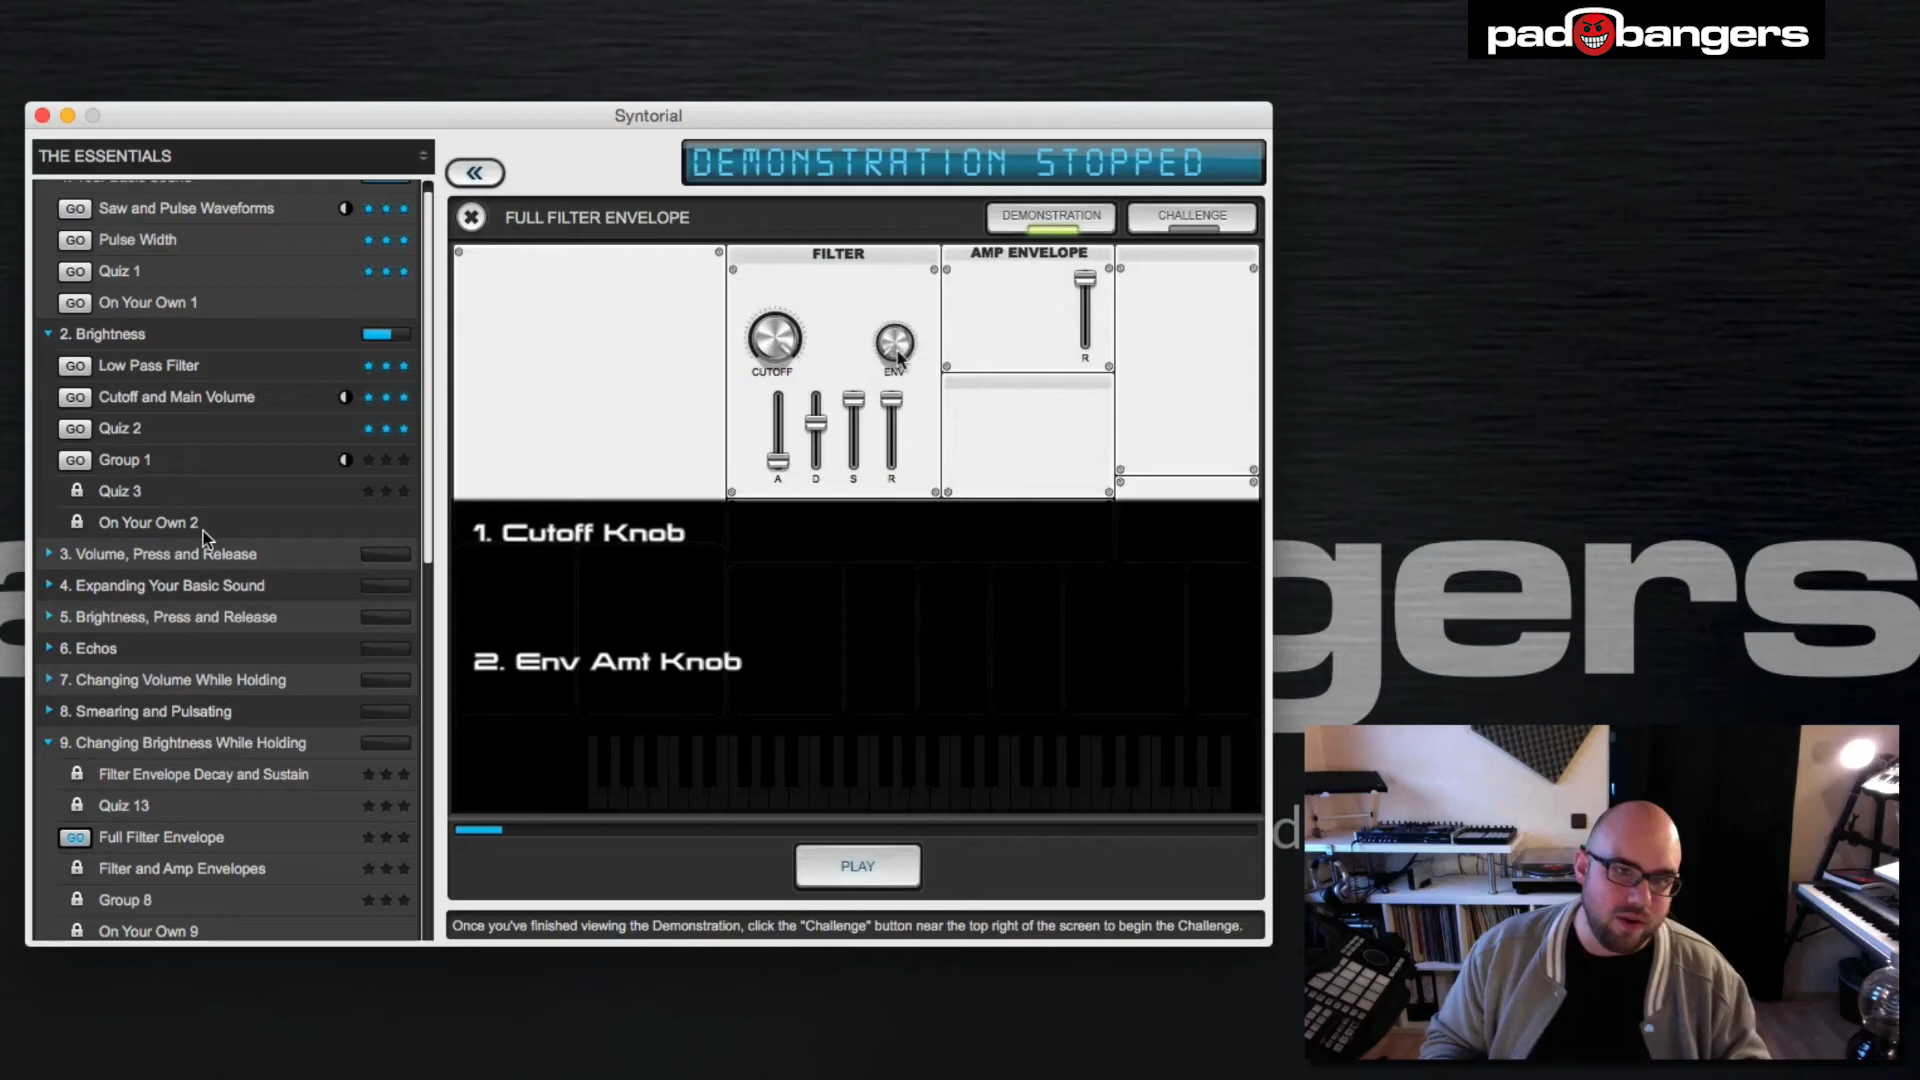 pad bangers
Syntorial
THE ESSENTIALS
DEMONSTRATION STOPPED
FULL FILTER ENVELOPE
DEMONSTRATION
CHALLENGE
GO Saw and Pulse Waveforms
GO Pulse Width
GO Quiz 1
GO On Your Own 1
2. Brightness
GO Low Pass Filter
GO Cutoff and Main Volume
GO Quiz 2
GO Group 1
Quiz 3
On Your Own 2
3. Volume, Press and Release
4. Expanding Your Basic Sound
5. Brightness, Press and Release
6. Echos
7. Changing Volume While Holding
8. Smearing and Pulsating
9. Changing Brightness While Holding
Filter Envelope Decay and Sustain
Quiz 13
GO Full Filter Envelope
Filter and Amp Envelopes
Group 8
On Your Own 9
FILTER
CUTOFF
ENV
A D S R
AMP ENVELOPE
R
1. Cutoff Knob
2. Env Amt Knob
PLAY
Once you've finished viewing the Demonstration, click the "Challenge" button near the top right of the screen to begin the Challenge.
gers